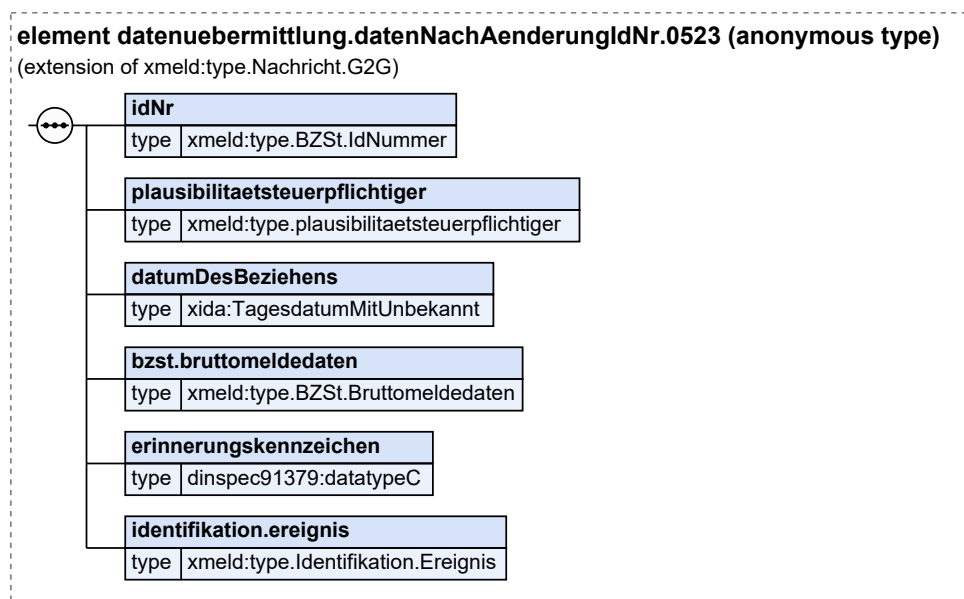 element datenuebermittlung.datenNachAenderungIdNr.0523 (anonymous type)
(extension of xmeld:type.Nachricht.G2G)
idNr
type xmeld:type.BZSt.IdNummer
plausibilitaetsteuerpflichtiger
type xmeld:type.plausibilitaetsteuerpflichtiger
datumDesBeziehens
type xida:TagesdatumMitUnbekannt
bzst.bruttomeldedaten
type xmeld:type.BZSt.Bruttomeldedaten
erinnerungskennzeichen
type dinspec91379:datatypeC
identifikation.ereignis
type xmeld:type.Identifikation.Ereignis